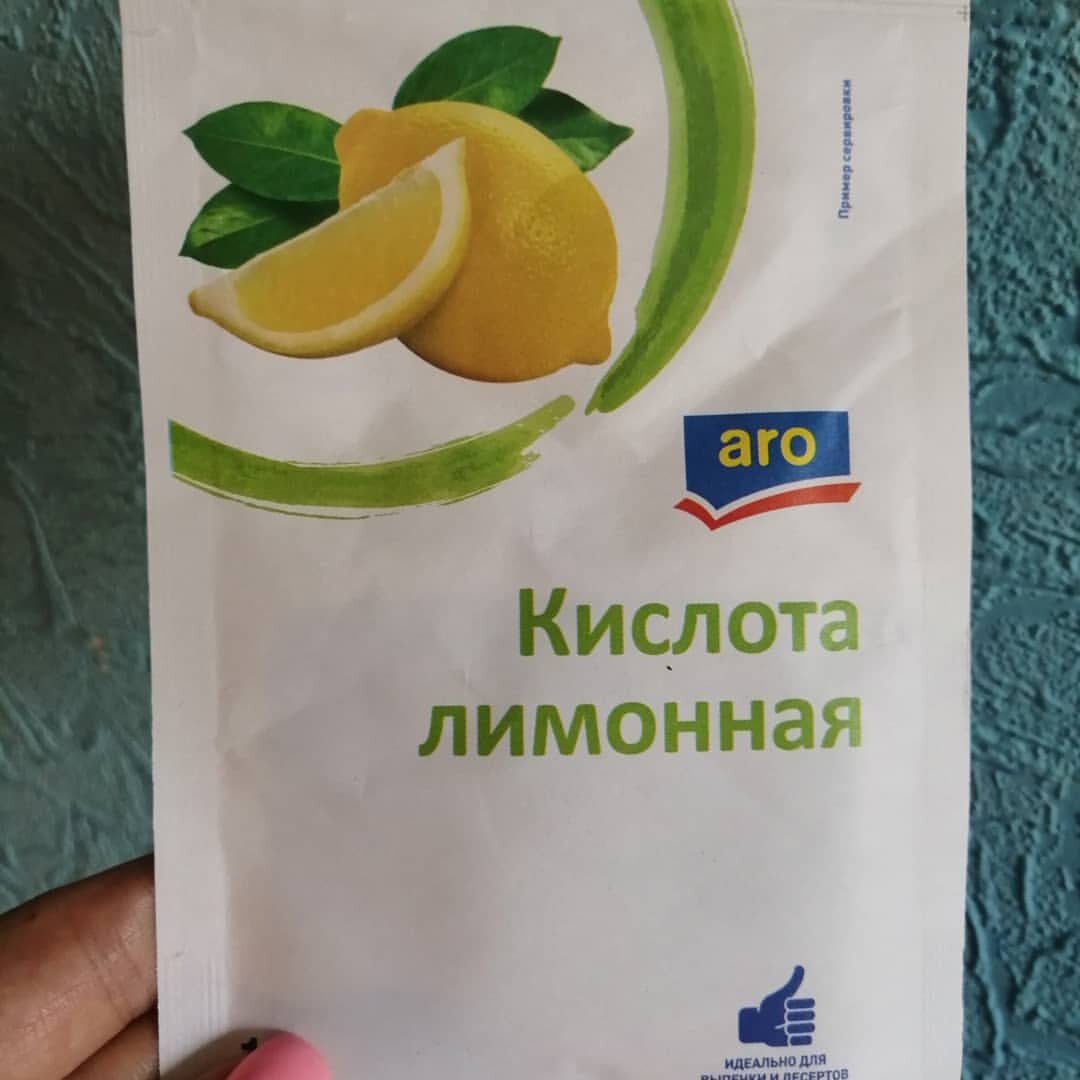 Пример сервировки
aro
Кислота
лимонная
ИДЕАЛЬНО ДЛЯ
ВЫПЕЧКИ И ДЕСЕРТОВ